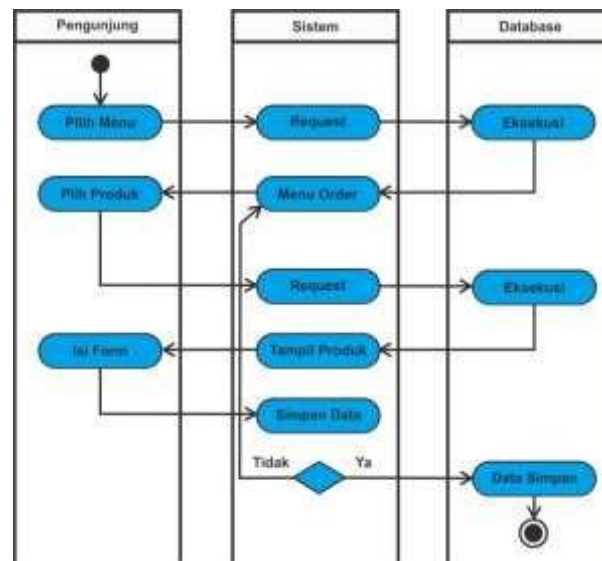 Pengunjung
Sistem
Database
Pilih Menu
Request
Eksekusi
Pilih Produk
Menu Order
Request
Eksekusi
Isi Form
Tampil Produk
Simpan Data
Tidak
Ya
Data Simpan